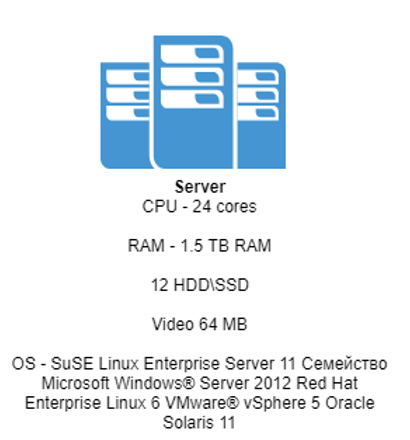 Server
CPU - 24 cores
RAM - 1.5 TB RAM
12 HDD\SSD
Video 64 MB
OS - SuSE Linux Enterprise Server 11 Семейство
Microsoft Windows® Server 2012 Red Hat
Enterprise Linux 6 VMware® vSphere 5 Oracle
Solaris 11